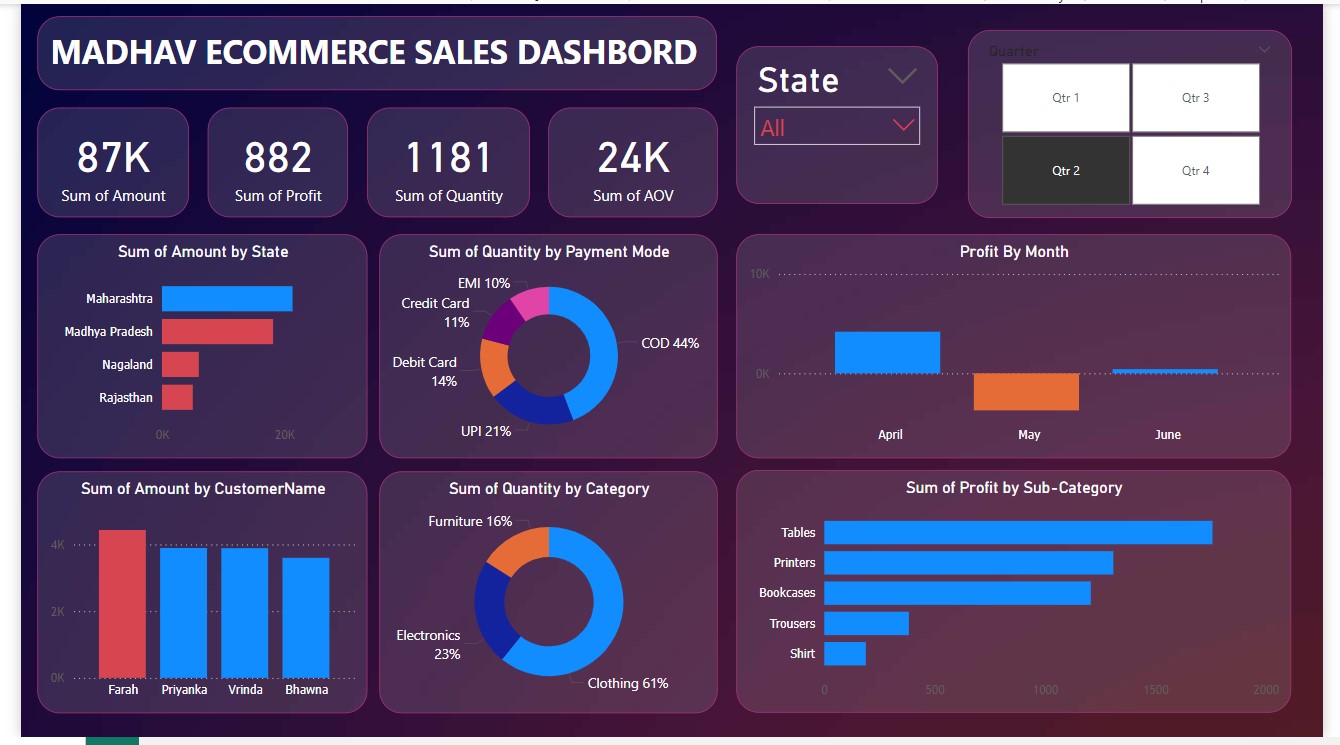 MADHAV ECOMMERCE SALES DASHBORD
State
All
Quarter
Qtr 1
Qtr 3
Qtr 2
Qtr 4
87K
Sum of Amount
882
Sum of Profit
1181
Sum of Quantity
24K
Sum of AOV
Sum of Amount by State
Maharashtra
Madhya Pradesh
Nagaland
Rajasthan
0K
20K
Sum of Quantity by Payment Mode
EMI 10%
Credit Card
11%
Debit Card
14%
UPI 21%
COD 44%
Profit By Month
10K
0K
April
May
June
Sum of Amount by CustomerName
4K
2K
0K
Farah
Priyanka
Vrinda
Bhawna
Sum of Quantity by Category
Furniture 16%
Electronics
23%
Clothing 61%
Sum of Profit by Sub-Category
Tables
Printers
Bookcases
Trousers
Shirt
0
500
1000
1500
2000